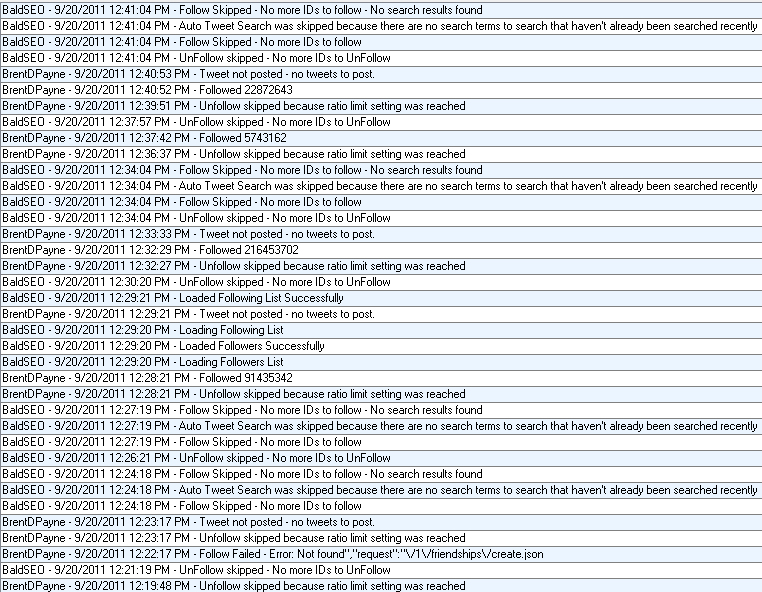 BaldSEO - 9/20/2011 12:41:04 PM - Follow Skipped - No more IDs to follow - No search results found
BaldSEO - 9/20/2011 12:41:04 PM - Auto Tweet Search was skipped because there are no search terms to search that haven't already been searched recently
BaldSEO - 9/20/2011 12:41:04 PM - Follow Skipped - No more IDs to follow
BaldSEO - 9/20/2011 12:41:04 PM - UnFollow skipped - No more IDs to UnFollow
BrentDPayne - 9/20/2011 12:40:53 PM - Tweet not posted - no tweets to post.
BrentDPayne - 9/20/2011 12:40:52 PM - Followed 22872643
BrentDPayne - 9/20/2011 12:39:51 PM - Unfollow skipped because ratio limit setting was reached
BaldSEO - 9/20/2011 12:37:57 PM - UnFollow skipped - No more IDs to UnFollow
BrentDPayne - 9/20/2011 12:37:42 PM - Followed 5743162
BrentDPayne - 9/20/2011 12:36:37 PM - Unfollow skipped because ratio limit setting was reached
BaldSEO - 9/20/2011 12:34:04 PM - Follow Skipped - No more IDs to follow - No search results found
BaldSEO - 9/20/2011 12:34:04 PM - Auto Tweet Search was skipped because there are no search terms to search that haven't already been searched recently
BaldSEO - 9/20/2011 12:34:04 PM - Follow Skipped - No more IDs to follow
BaldSEO - 9/20/2011 12:34:04 PM - UnFollow skipped - No more IDs to UnFollow
BrentDPayne - 9/20/2011 12:33:33 PM - Tweet not posted - no tweets to post.
BrentDPayne - 9/20/2011 12:32:29 PM - Followed 216453702
BrentDPayne - 9/20/2011 12:32:27 PM - Unfollow skipped because ratio limit setting was reached
BaldSEO - 9/20/2011 12:30:20 PM - UnFollow skipped - No more IDs to UnFollow
BaldSEO - 9/20/2011 12:29:21 PM - Loaded Following List Successfully
BrentDPayne - 9/20/2011 12:29:21 PM - Tweet not posted - no tweets to post.
BaldSEO - 9/20/2011 12:29:20 PM - Loading Following List
BaldSEO - 9/20/2011 12:29:20 PM - Loaded Followers Successfully
BaldSEO - 9/20/2011 12:29:20 PM - Loading Followers List
BrentDPayne - 9/20/2011 12:28:21 PM - Followed 91435342
BrentDPayne - 9/20/2011 12:28:21 PM - Unfollow skipped because ratio limit setting was reached
BaldSEO - 9/20/2011 12:27:19 PM - Follow Skipped - No more IDs to follow - No search results found
BaldSEO - 9/20/2011 12:27:19 PM - Auto Tweet Search was skipped because there are no search terms to search that haven't already been searched recently
BaldSEO - 9/20/2011 12:27:19 PM - Follow Skipped - No more IDs to follow
BaldSEO - 9/20/2011 12:26:21 PM - UnFollow skipped - No more IDs to UnFollow
BaldSEO - 9/20/2011 12:24:18 PM - Follow Skipped - No more IDs to follow - No search results found
BaldSEO - 9/20/2011 12:24:18 PM - Auto Tweet Search was skipped because there are no search terms to search that haven't already been searched recently
BaldSEO - 9/20/2011 12:24:18 PM - Follow Skipped - No more IDs to follow
BrentDPayne - 9/20/2011 12:23:17 PM - Tweet not posted - no tweets to post.
BrentDPayne - 9/20/2011 12:23:17 PM - Unfollow skipped because ratio limit setting was reached
BrentDPayne - 9/20/2011 12:22:17 PM - Follow Failed - Error: Not found","request":"\/1\/friendships\/create.json
BaldSEO - 9/20/2011 12:21:19 PM - UnFollow skipped - No more IDs to UnFollow
BrentDPayne - 9/20/2011 12:19:48 PM - Unfollow skipped because ratio limit setting was reached